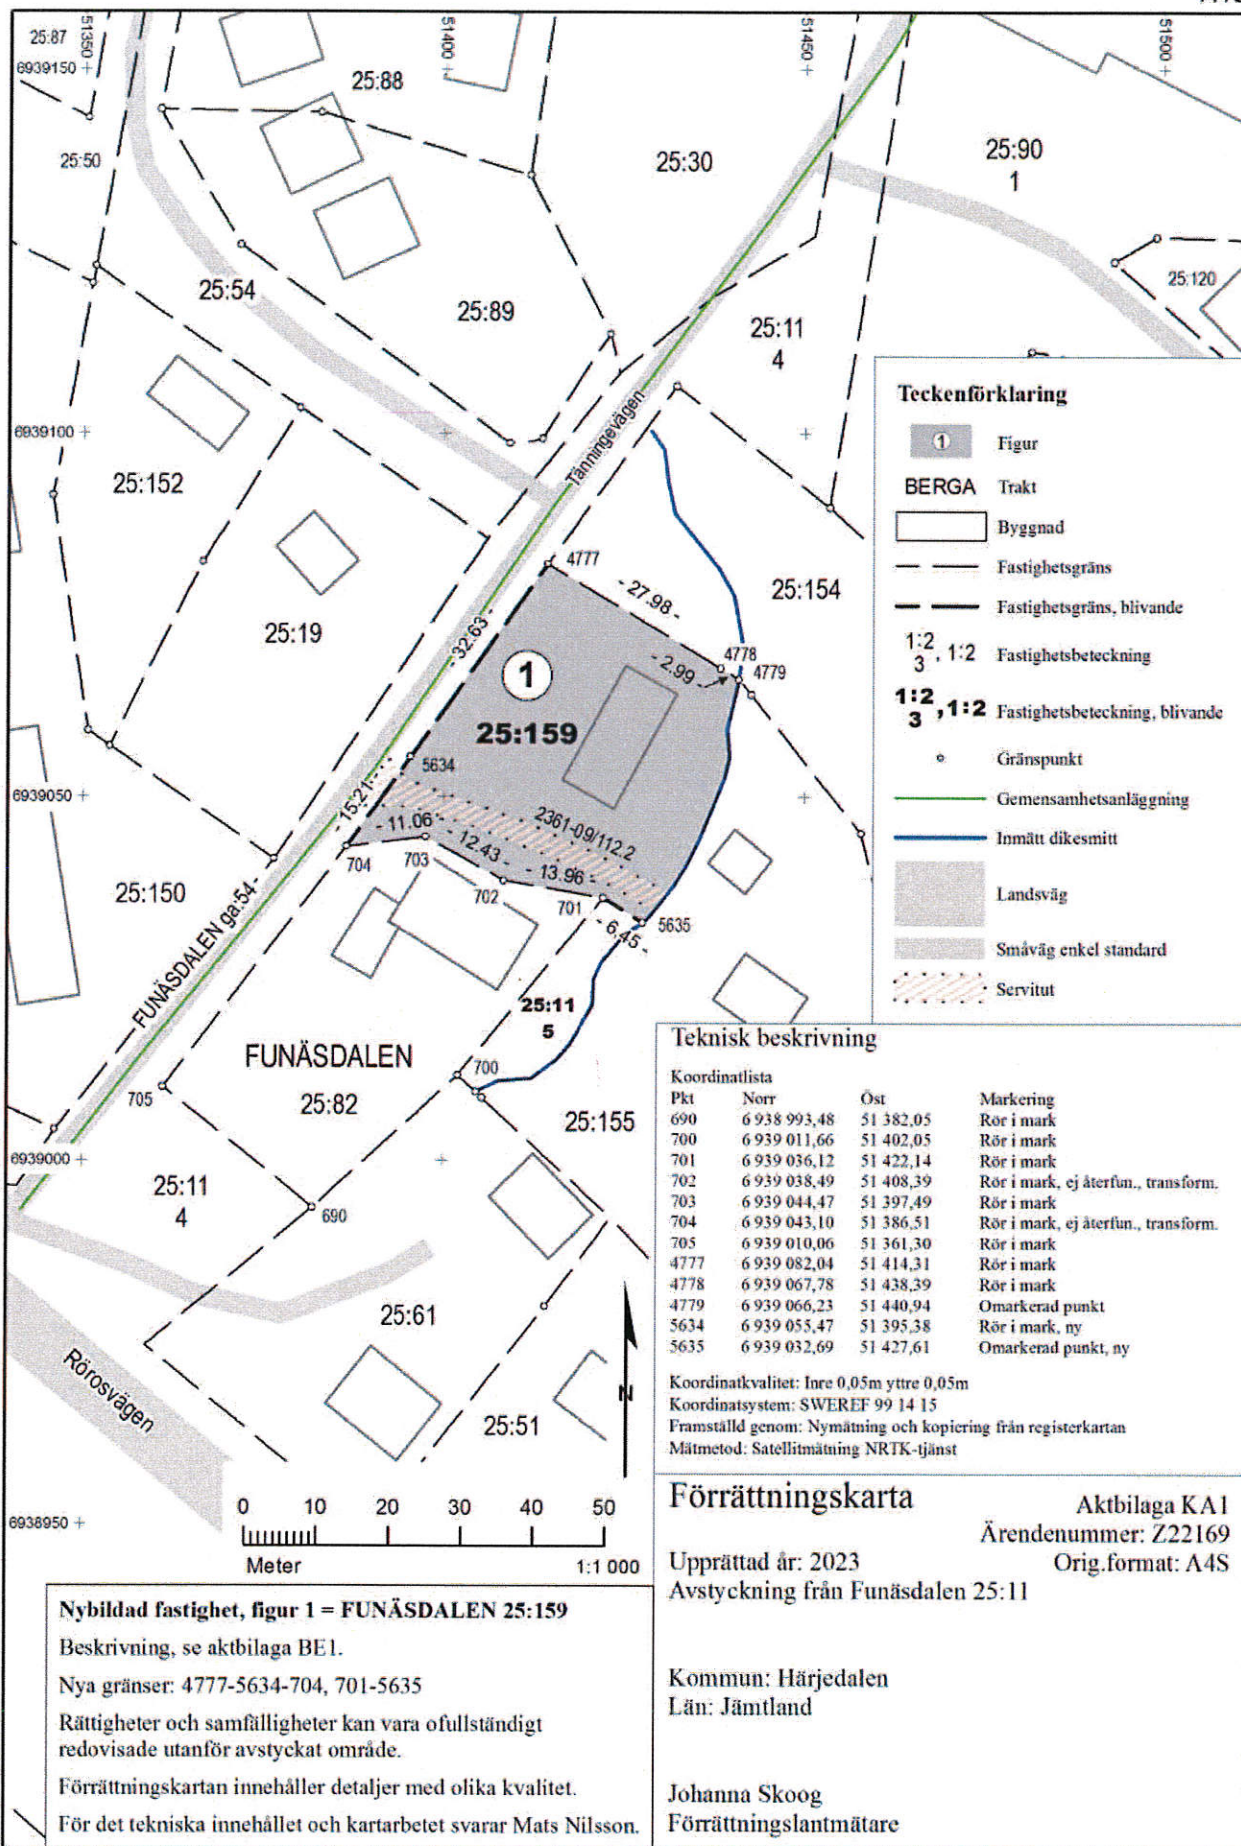 51350
51400
51450
51500
25:87
6939150
25:88
25:50
25:30
25:90
1
25:54
25:89
25:120
25:11
4
Tänningevägen
6939100
25:152
25:19
4777
- 27.98 -
25:154
- 32.63 -
4778
- 2.99 -
4779
1
25:159
5634
6939050
- 15.21 -
- 11.06 -
2361-09/112.2
704
703
- 12.43 -
- 13.96 -
702
701
5635
- 6.45 -
25:150
FUNÄSDALEN ga:54
25:11
5
FUNÄSDALEN
25:82
700
705
25:155
6939000
25:11
4
690
25:61
Rörosvägen
25:51
N
6938950
0 10 20 30 40 50
Meter 1:1 000
Teckenförklaring
1 Figur
BERGA Trakt
Byggnad
Fastighetsgräns
Fastighetsgräns, blivande
1:2
3 , 1:2 Fastighetsbeteckning
1:2
3 , 1:2 Fastighetsbeteckning, blivande
Gränspunkt
Gemensamhetsanläggning
Inmätt dikesmitt
Landsväg
Småväg enkel standard
Servitut
Teknisk beskrivning
Koordinatlista
Pkt Norr Öst Markering
690 6 938 993,48 51 382,05 Rör i mark
700 6 939 011,66 51 402,05 Rör i mark
701 6 939 036,12 51 422,14 Rör i mark
702 6 939 038,49 51 408,39 Rör i mark, ej återfun., transform.
703 6 939 044,47 51 397,49 Rör i mark
704 6 939 043,10 51 386,51 Rör i mark, ej återfun., transform.
705 6 939 010,06 51 361,30 Rör i mark
4777 6 939 082,04 51 414,31 Rör i mark
4778 6 939 067,78 51 438,39 Rör i mark
4779 6 939 066,23 51 440,94 Omarkerad punkt
5634 6 939 055,47 51 395,38 Rör i mark, ny
5635 6 939 032,69 51 427,61 Omarkerad punkt, ny
Koordinatkvalitet: Inre 0,05m yttre 0,05m
Koordinatsystem: SWEREF 99 14 15
Framställd genom: Nymätning och kopiering från registerkartan
Mätmetod: Satellitmätning NRTK-tjänst
Förrättningskarta
Aktbilaga KA1
Ärendenummer: Z22169
Upprättad år: 2023 Orig.format: A4S
Avstyckning från Funäsdalen 25:11
Kommun: Härjedalen
Län: Jämtland
Johanna Skoog
Förrättningslantmätare
Nybildad fastighet, figur 1 = FUNÄSDALEN 25:159
Beskrivning, se aktbilaga BE1.
Nya gränser: 4777-5634-704, 701-5635
Rättigheter och samfälligheter kan vara ofullständigt
redovisade utanför avstyckat område.
Förrättningskartan innehåller detaljer med olika kvalitet.
För det tekniska innehållet och kartarbetet svarar Mats Nilsson.